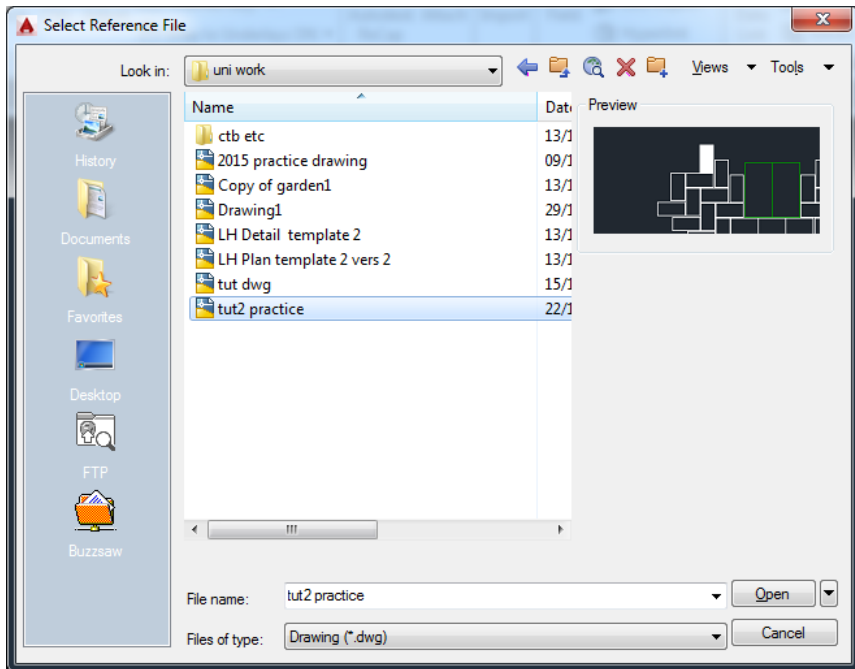 Select Reference File
Look in: uni work Views Tools
Name Date Preview
History
Documents
Favorites
Desktop
FTP
Buzzsaw
ctb etc 13/1
2015 practice drawing 09/1
Copy of garden1 13/1
Drawing1 29/1
LH Detail template 2 13/1
LH Plan template 2 vers 2 13/1
tut dwg 15/1
tut2 practice 22/1
File name: tut2 practice Open
Files of type: Drawing (*.dwg) Cancel